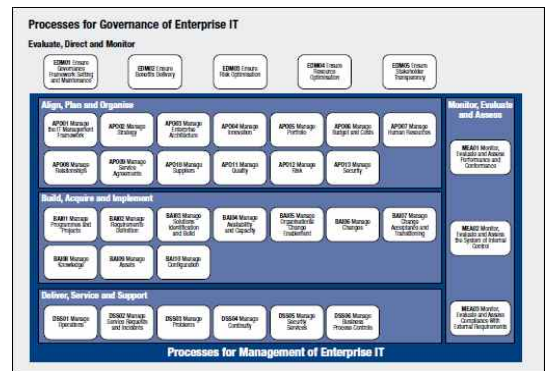 Processes for Governance of Enterprise IT
Evaluate, Direct and Monitor
EDM01 Ensure
Governance
Framework Setting
and Maintenance
EDM02 Ensure
Benefits Delivery
EDM03 Ensure
Risk Optimisation
EDM04 Ensure
Resource
Optimisation
EDM05 Ensure
Stakeholder
Transparency
Align, Plan and Organise
APO01 Manage
the IT Management
Framework
APO02 Manage
Strategy
APO03 Manage
Enterprise
Architecture
APO04 Manage
Innovation
APO05 Manage
Portfolio
APO06 Manage
Budget and Costs
APO07 Manage
Human Resources
APO08 Manage
Relationships
APO09 Manage
Service
Agreements
APO10 Manage
Suppliers
APO11 Manage
Quality
APO12 Manage
Risk
APO13 Manage
Security
Build, Acquire and Implement
BAI01 Manage
Programmes and
Projects
BAI02 Manage
Requirements
Definition
BAI03 Manage
Solutions
Identification
and Build
BAI04 Manage
Availability
and Capacity
BAI05 Manage
Organisational
Change
Enablement
BAI06 Manage
Changes
BAI07 Manage
Change
Acceptance and
Transitioning
BAI08 Manage
Knowledge
BAI09 Manage
Assets
BAI10 Manage
Configuration
Deliver, Service and Support
DSS01 Manage
Operations
DSS02 Manage
Service Requests
and Incidents
DSS03 Manage
Problems
DSS04 Manage
Continuity
DSS05 Manage
Security
Services
DSS06 Manage
Business
Process Controls
Monitor, Evaluate
and Assess
MEA01 Monitor,
Evaluate and Assess
Performance and
Conformance
MEA02 Monitor,
Evaluate and Assess
the System of Internal
Control
MEA03 Monitor,
Evaluate and Assess
Compliance With
External Requirements
Processes for Management of Enterprise IT